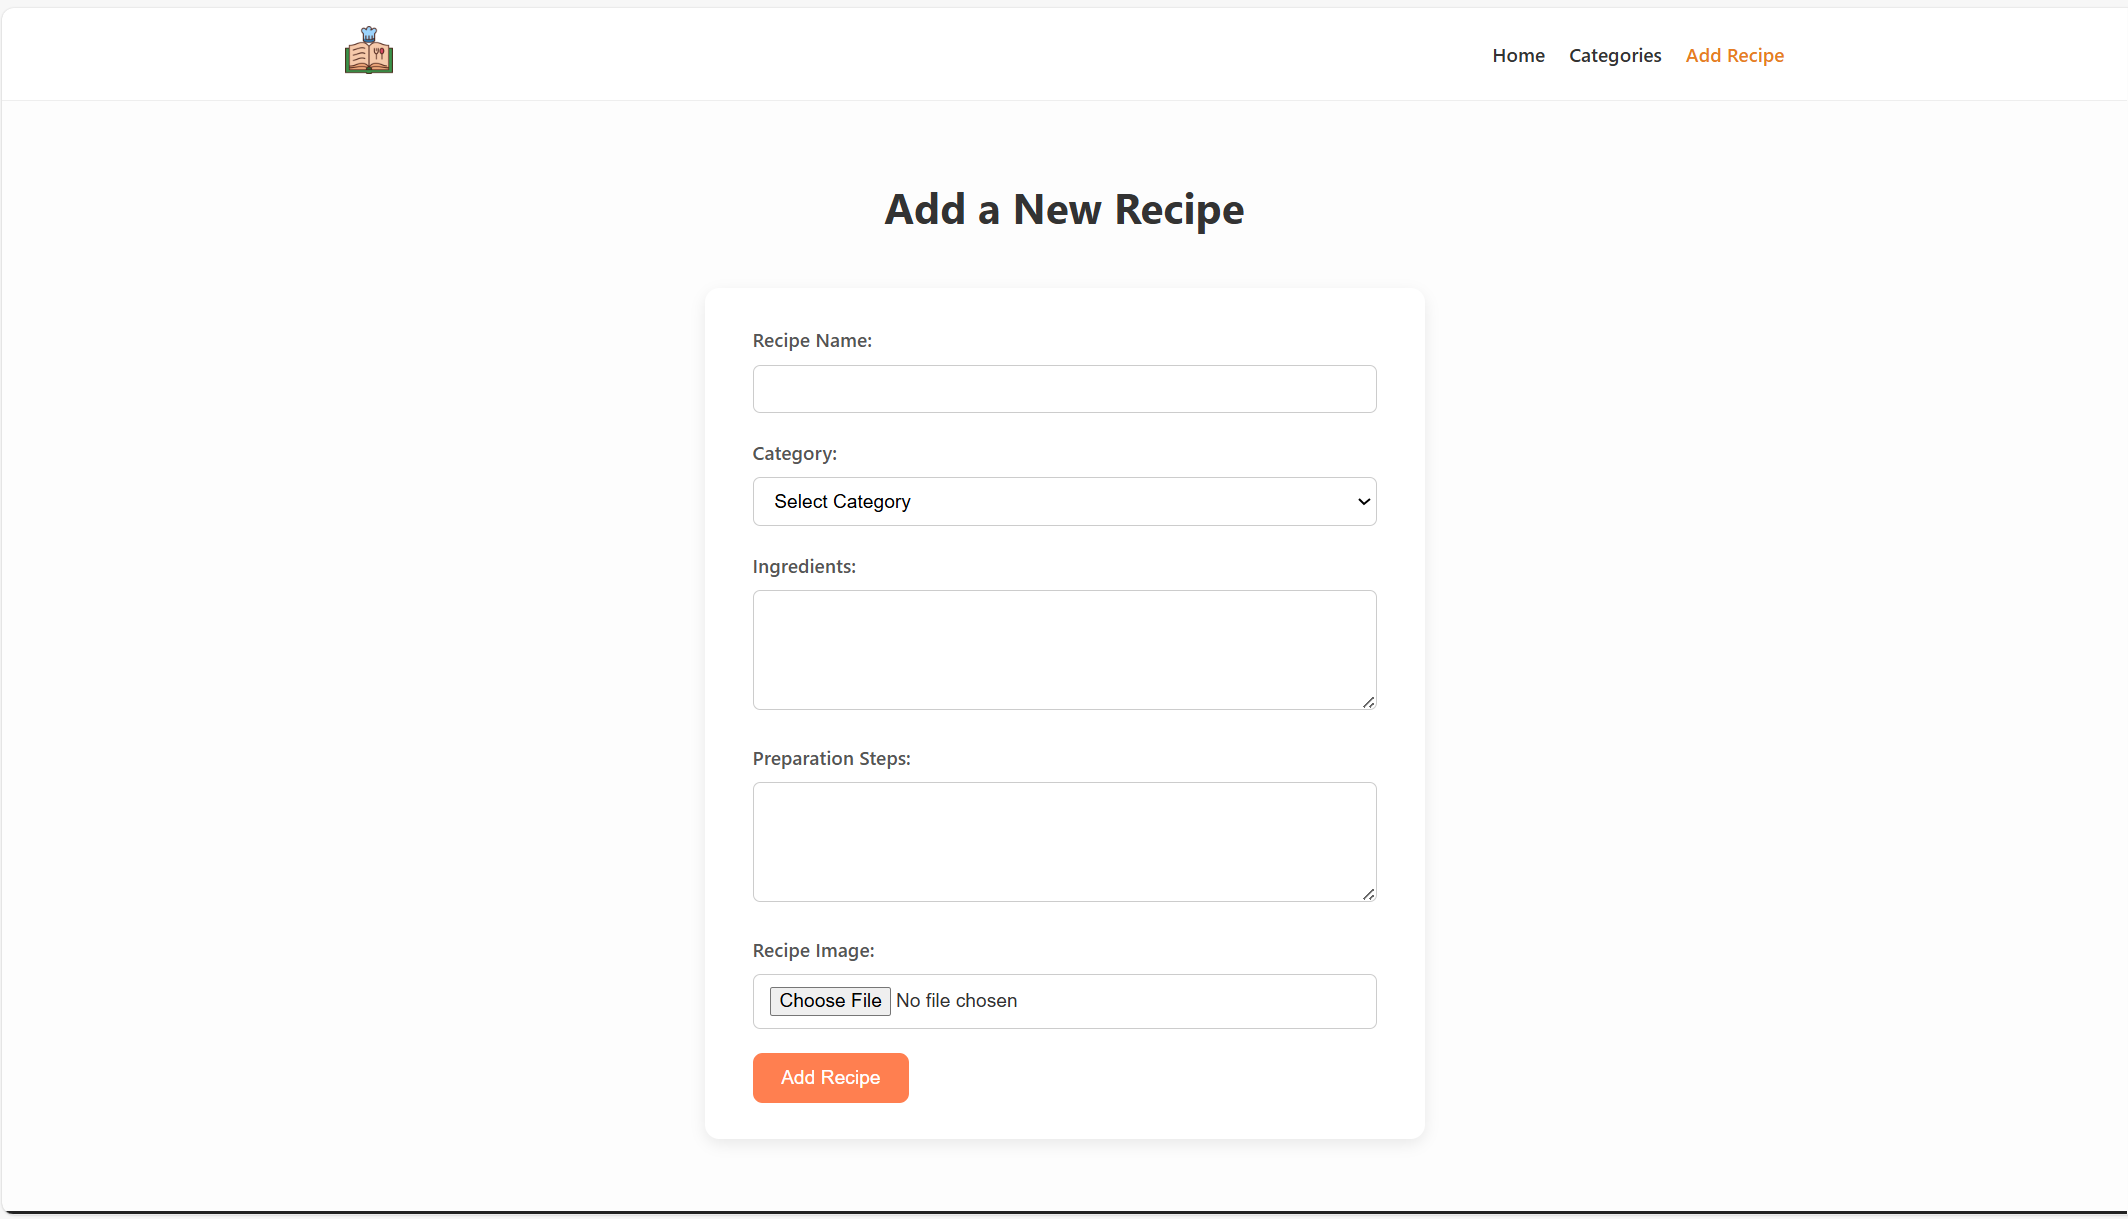 Home Categories Add Recipe
Add a New Recipe
Recipe Name:
Category:
Select Category
Ingredients:
Preparation Steps:
Recipe Image:
Choose File No file chosen
Add Recipe